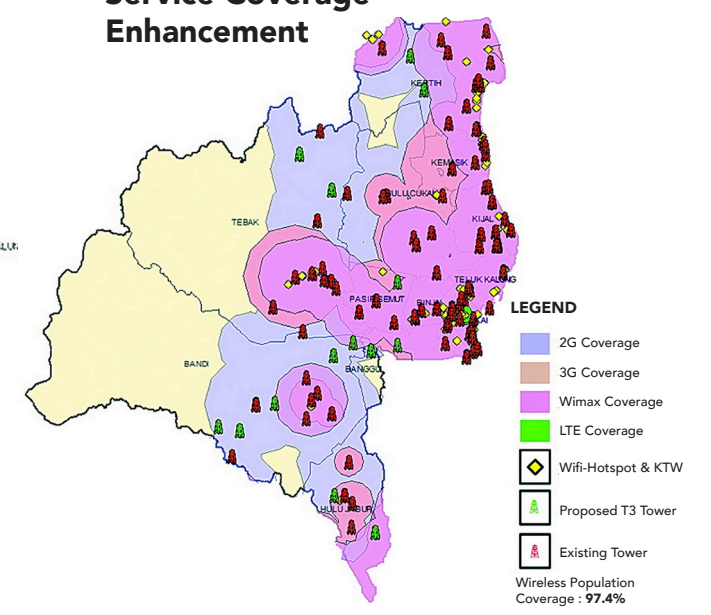 Service Coverage
Enhancement
KERTIH
KEMASIK
HULU CUKAI
KIJAL
TEBAK
TELUK KALUNG
PASIR SEMUT
BINJAI
BANDI
BANGGUL
HULU JABUR
LEGEND
2G Coverage
3G Coverage
Wimax Coverage
LTE Coverage
Wifi-Hotspot & KTW
Proposed T3 Tower
Existing Tower
Wireless Population
Coverage : 97.4%